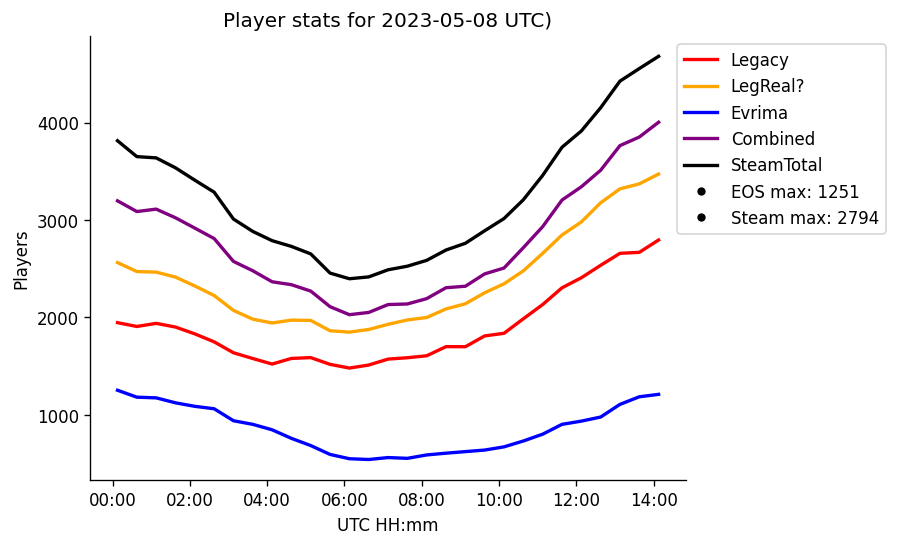 Player stats for 2023-05-08 UTC)
Legacy
LegReal?
Evrima
Combined
SteamTotal
EOS max: 1251
Steam max: 2794
Players
4000
3000
2000
1000
00:00 02:00 04:00 06:00 08:00 10:00 12:00 14:00
UTC HH:mm